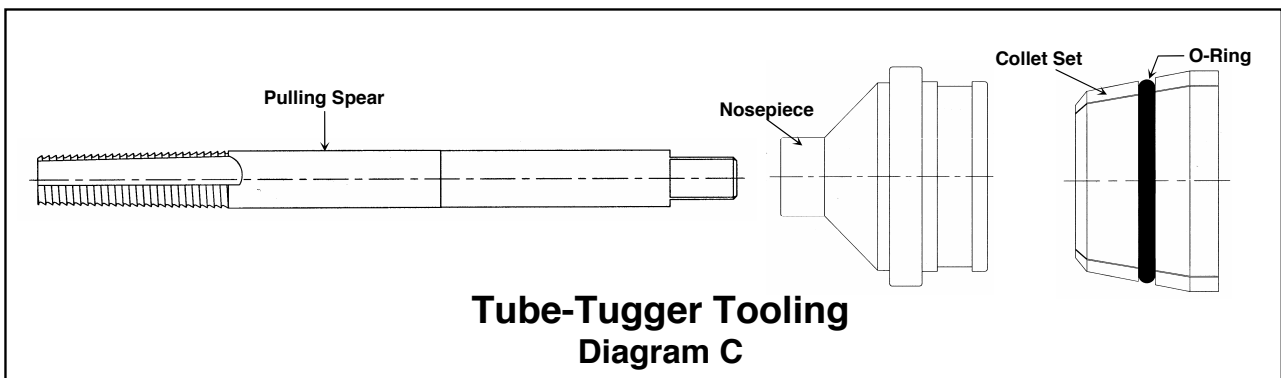 Pulling Spear
Nosepiece
Collet Set
O-Ring
Tube-Tugger Tooling
Diagram C